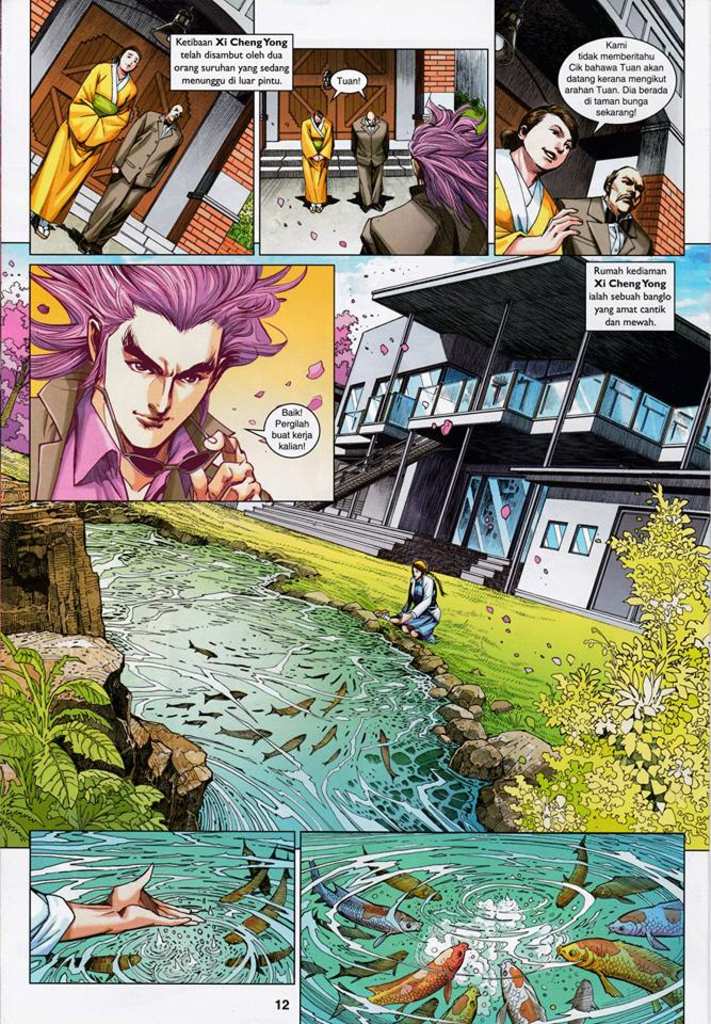 Ketibaan Xi Cheng Yong
telah disambut oleh dua
orang suruhan yang sedang
menunggu di luar pintu.
Tuan!
Kami
tidak memberitahu
Cik bahawa Tuan akan
datang kerana mengikut
arahan Tuan. Dia berada
di taman bunga
sekarang!
Baik!
Pergilah
buat kerja
kalian!
Rumah kediaman
Xi Cheng Yong
ialah sebuah banglo
yang amat cantik
dan mewah.
12